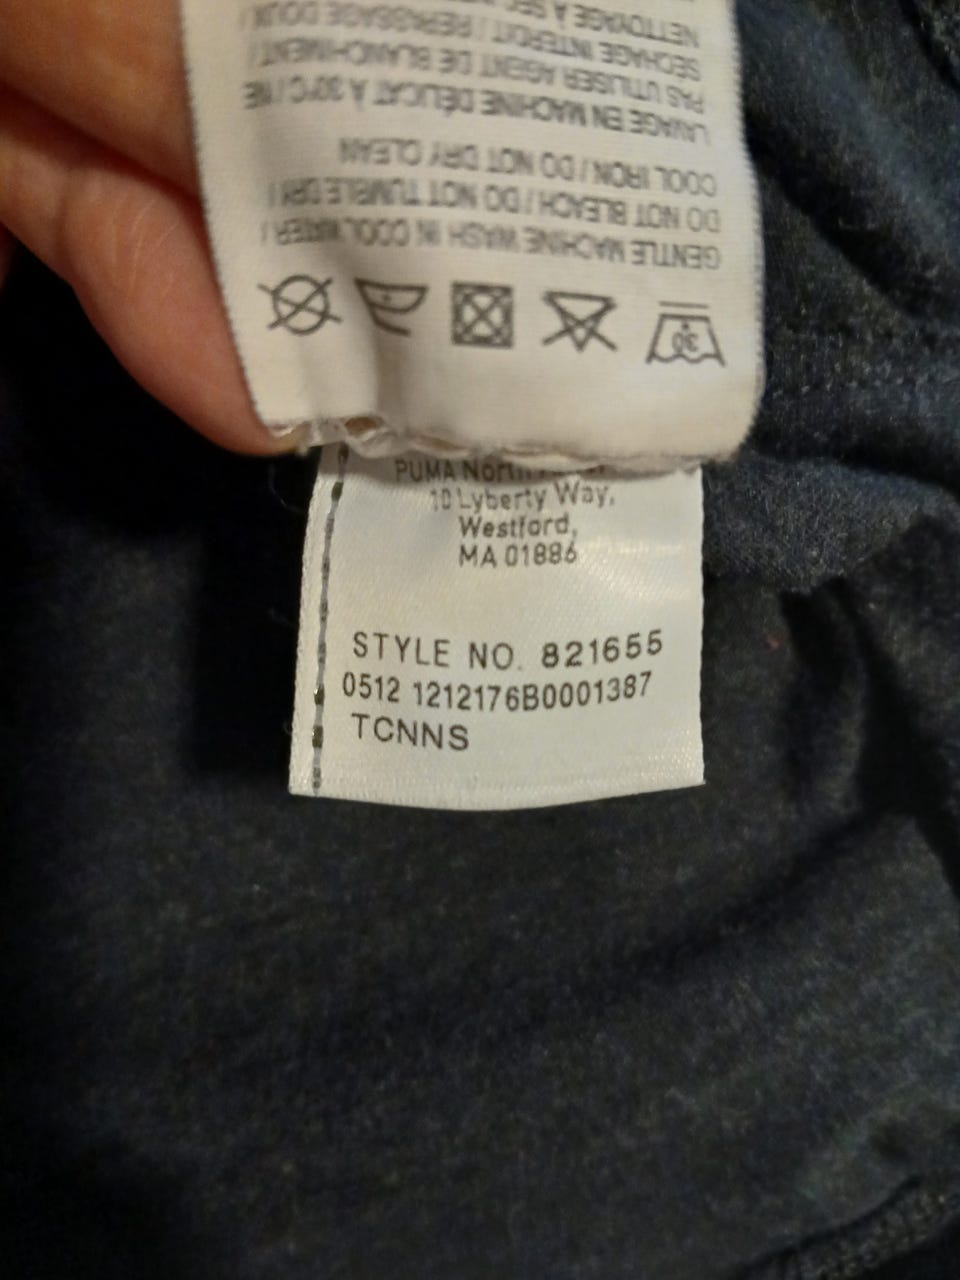 NETTOYAGE À SEC
SÉCHAGE INTERDIT / REPASSAGE DOUX /
PAS UTILISER AGENT DE BLANCHIMENT /
LAVAGE EN MACHINE DÉLICAT À 30°C / NE
COOL IRON / DO NOT DRY CLEAN
DO NOT BLEACH / DO NOT TUMBLE DRY /
GENTLE MACHINE WASH IN COOL WATER /
30
PUMA North
10 Lyberty Way,
Westford,
MA 01886
STYLE NO. 821655
0512 1212176B0001387
TCNNS